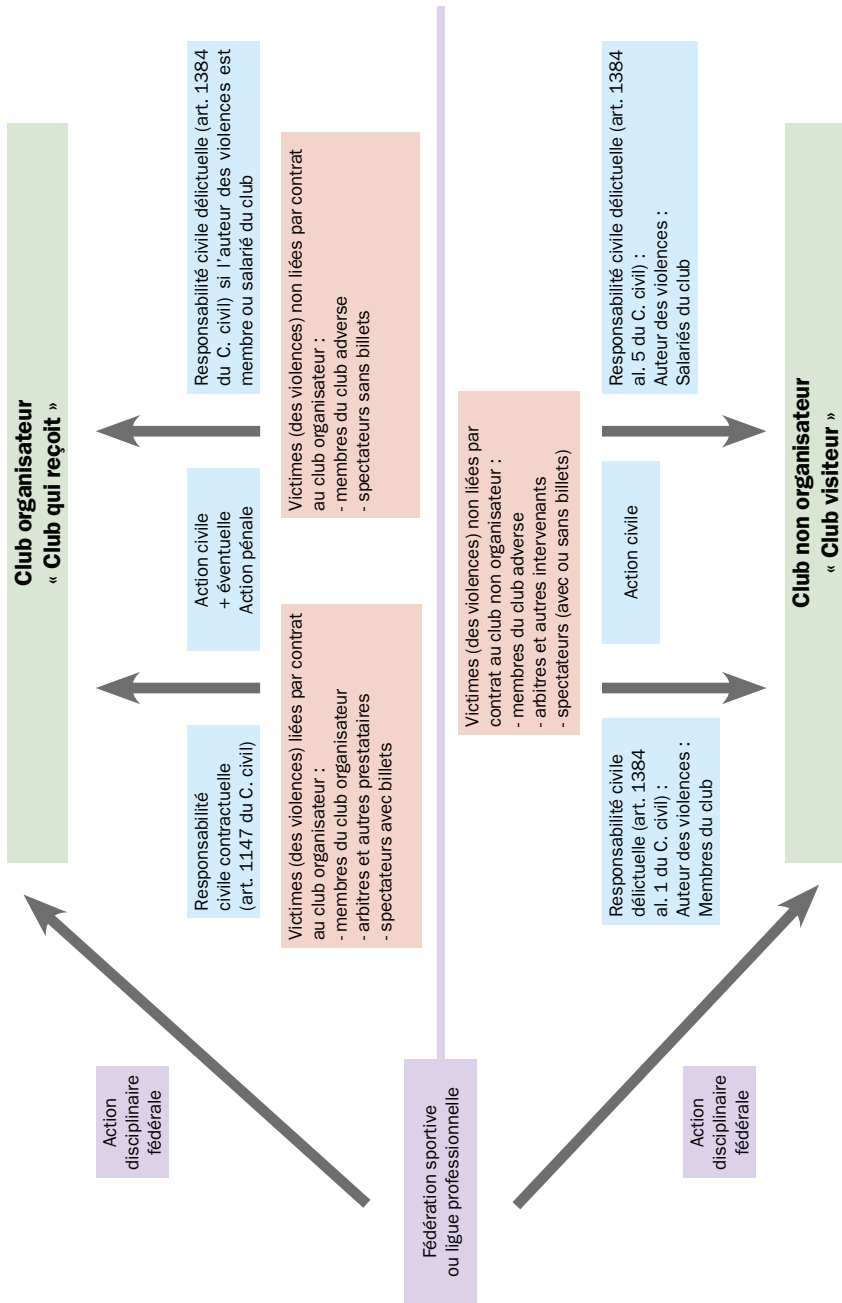 Club organisateur
« Club qui reçoit »
Responsabilité
civile contractuelle
(art. 1147 du C. civil)
Action civile
+ éventuelle
Action pénale
Responsabilité civile délictuelle (art. 1384
du C. civil) si l'auteur des violences est
membre ou salarié du club
Victimes (des violences) liées par contrat
au club organisateur :
- membres du club organisateur
- arbitres et autres prestataires
- spectateurs avec billets
Victimes (des violences) non liées par contrat
au club organisateur :
- membres du club adverse
- spectateurs sans billets
Action
disciplinaire
fédérale
Fédération sportive
ou ligue professionnelle
Action
disciplinaire
fédérale
Victimes (des violences) non liées par
contrat au club non organisateur :
- membres du club adverse
- arbitres et autres intervenants
- spectateurs (avec ou sans billets)
Responsabilité civile
délictuelle (art. 1384
al. 1 du C. civil) :
Auteur des violences :
Membres du club
Action civile
Responsabilité civile délictuelle (art. 1384
al. 5 du C. civil) :
Auteur des violences :
Salariés du club
Club non organisateur
« Club visiteur »